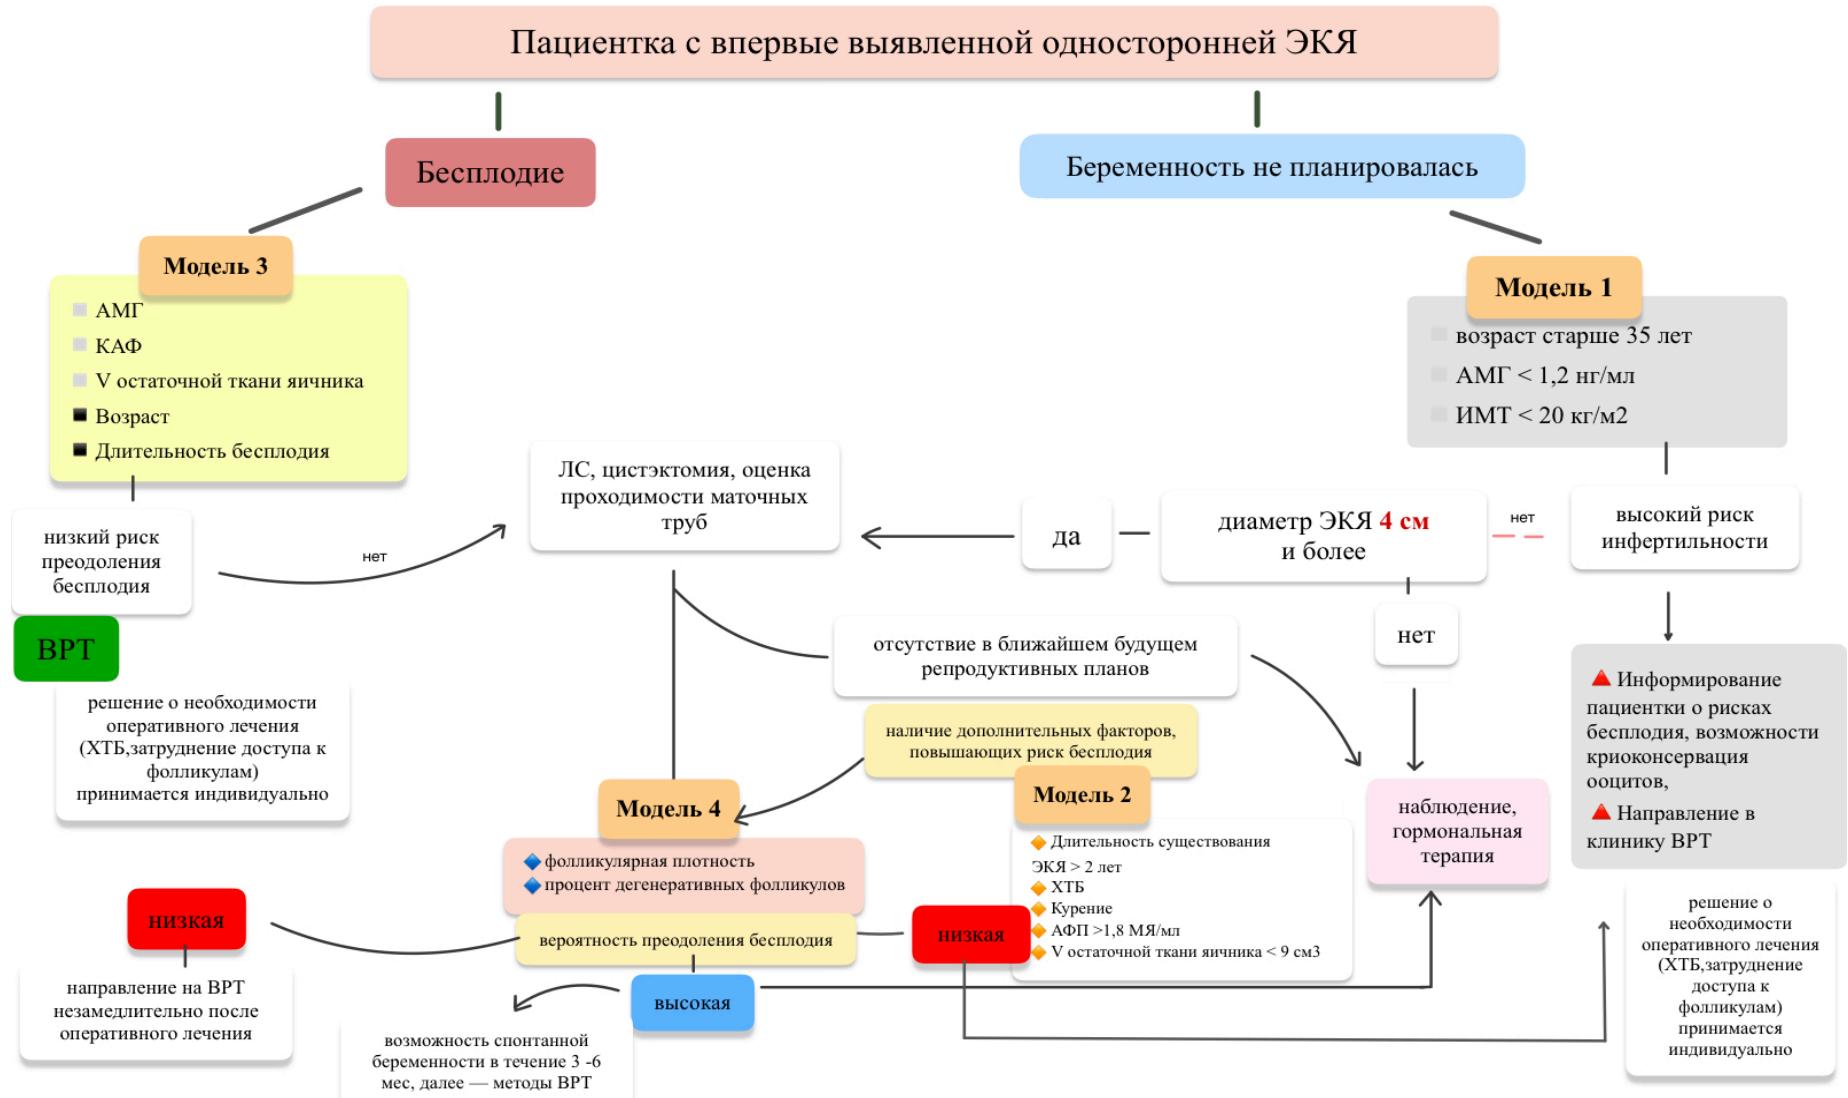 Пациентка с впервые выявленной односторонней ЭКЯ
Бесплодие
Беременность не планировалась
Модель 3
АМГ
КАФ
V остаточной ткани яичника
Возраст
Длительность бесплодия
Модель 1
возраст старше 35 лет
АМГ < 1,2 нг/мл
ИМТ < 20 кг/м2
низкий риск
преодоления
бесплодия
нет
ЛС, цистэктомия, оценка
проходимости маточных
труб
да
диаметр ЭКЯ 4 см
и более
нет
высокий риск
инфертильности
ВРТ
решение о необходимости
оперативного лечения
(ХТБ,затруднение доступа к
фолликулам)
принимается индивидуально
отсутствие в ближайшем будущем
репродуктивных планов
нет
Информирование
пациентки о рисках
бесплодия, возможности
криоконсервация
ооцитов,
Направление в
клинику ВРТ
наличие дополнительных факторов,
повышающих риск бесплодия
Модель 4
фолликулярная плотность
процент дегенеративных фолликулов
Модель 2
Длительность существования
ЭКЯ > 2 лет
ХТБ
Курение
АФП >1,8 МЯ/мл
V остаточной ткани яичника < 9 см3
наблюдение,
гормональная
терапия
низкая
вероятность преодоления бесплодия
низкая
высокая
направление на ВРТ
незамедлительно после
оперативного лечения
возможность спонтанной
беременности в течение 3 -6
мес, далее — методы ВРТ
решение о
необходимости
оперативного лечения
(ХТБ,затруднение
доступа к
фолликулам)
принимается
индивидуально